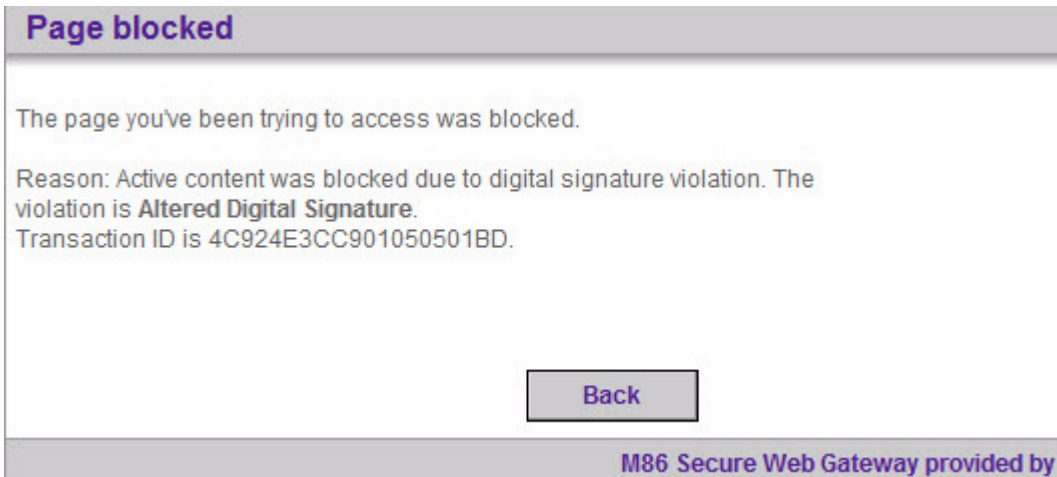 Page blocked
The page you've been trying to access was blocked.
Reason: Active content was blocked due to digital signature violation. The
violation is Altered Digital Signature.
Transaction ID is 4C924E3CC901050501BD.
Back
M86 Secure Web Gateway provided by